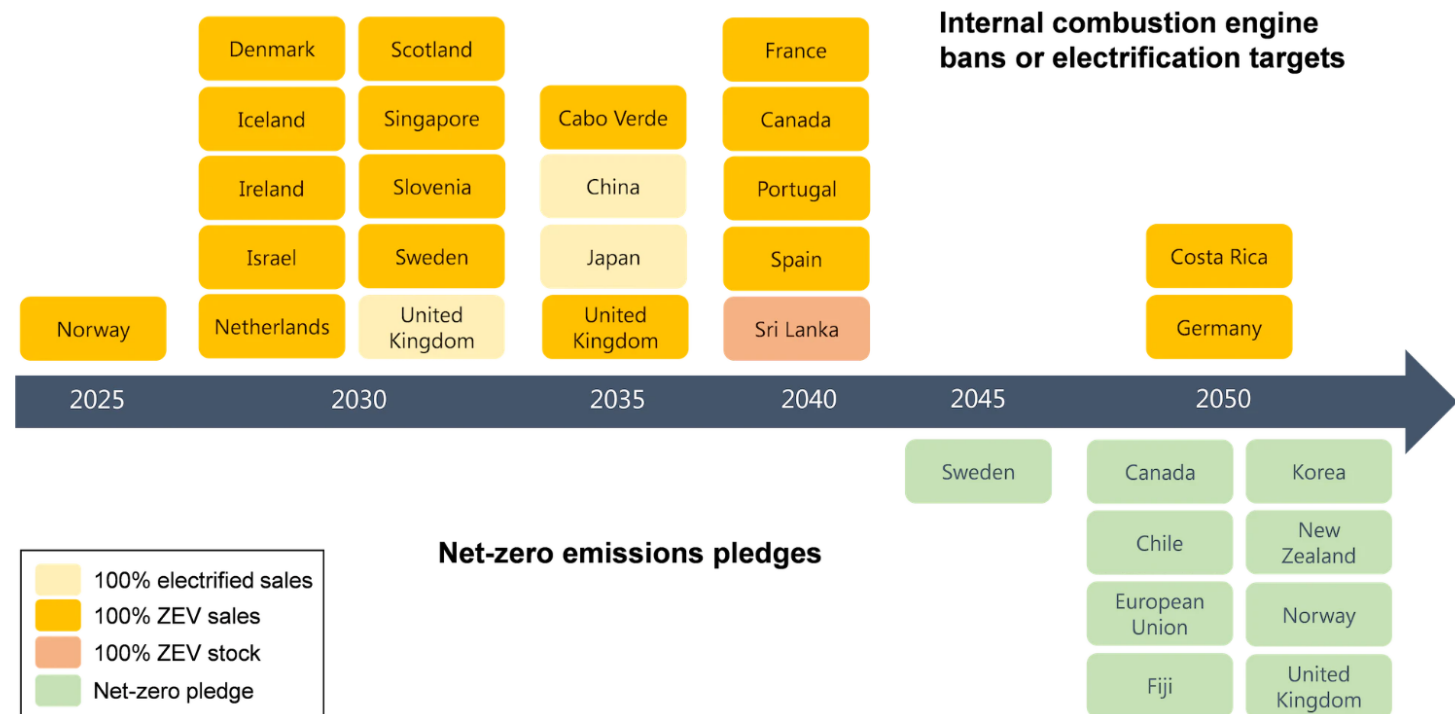 Internal combustion engine
bans or electrification targets
Denmark
Scotland
France
Iceland
Singapore
Cabo Verde
Canada
Ireland
Slovenia
China
Portugal
Israel
Sweden
Japan
Spain
Costa Rica
Norway
Netherlands
United
Kingdom
United
Kingdom
Sri Lanka
Germany
2025
2030
2035
2040
2045
2050
Sweden
Canada
Korea
Net-zero emissions pledges
Chile
New
Zealand
European
Union
Norway
Fiji
United
Kingdom
100% electrified sales
100% ZEV sales
100% ZEV stock
Net-zero pledge